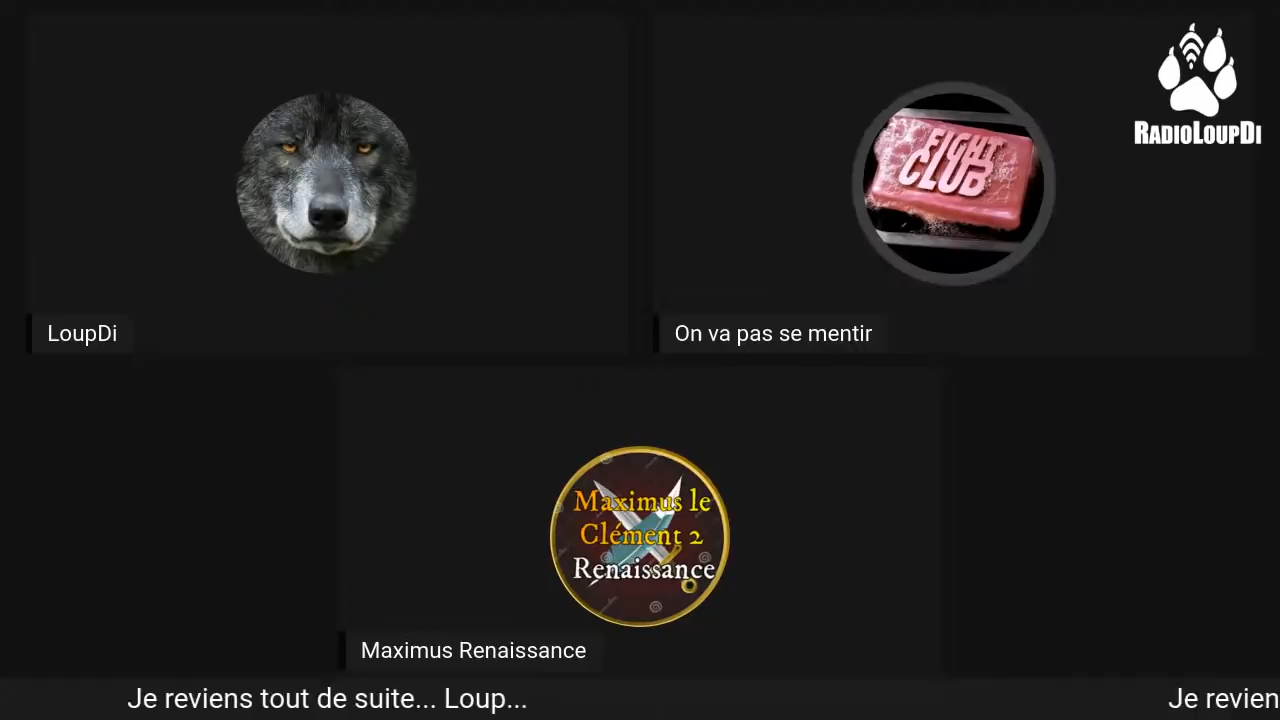 RADIOLOUPDI
FIGHT
CLUB
LoupDi
On va pas se mentir
Maximus le
Clément 2
Renaissance
Maximus Renaissance
Je reviens tout de suite... Loup...
Je revien